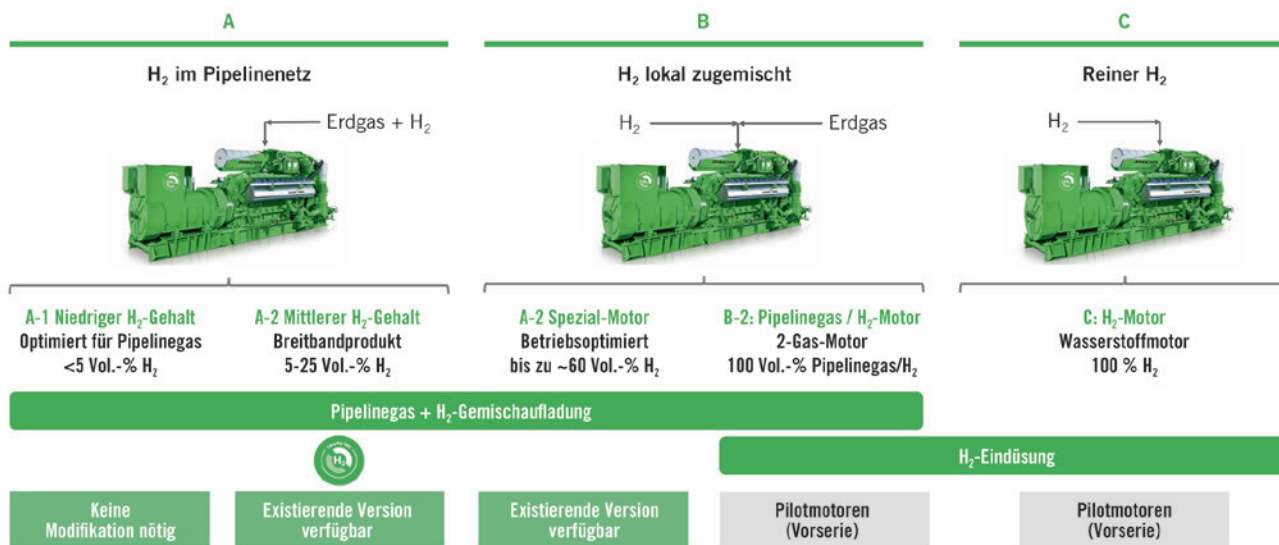 A
B
C
H₂ im Pipelinenetz
H₂ lokal zugemischt
Reiner H₂
Erdgas + H₂
H₂
Erdgas
H₂
A-1 Niedriger H₂-Gehalt
Optimiert für Pipelinegas
<5 Vol.-% H₂
A-2 Mittlerer H₂-Gehalt
Breitbandprodukt
5-25 Vol.-% H₂
A-2 Spezial-Motor
Betriebsoptimiert
bis zu ~60 Vol.-% H₂
B-2: Pipelinegas / H₂-Motor
2-Gas-Motor
100 Vol.-% Pipelinegas/H₂
C: H₂-Motor
Wasserstoffmotor
100 % H₂
Pipelinegas + H₂-Gemischaufladung
H₂
H₂-Eindüsung
Keine
Modifikation nötig
Existierende Version
verfügbar
Existierende Version
verfügbar
Pilotmotoren
(Vorserie)
Pilotmotoren
(Vorserie)